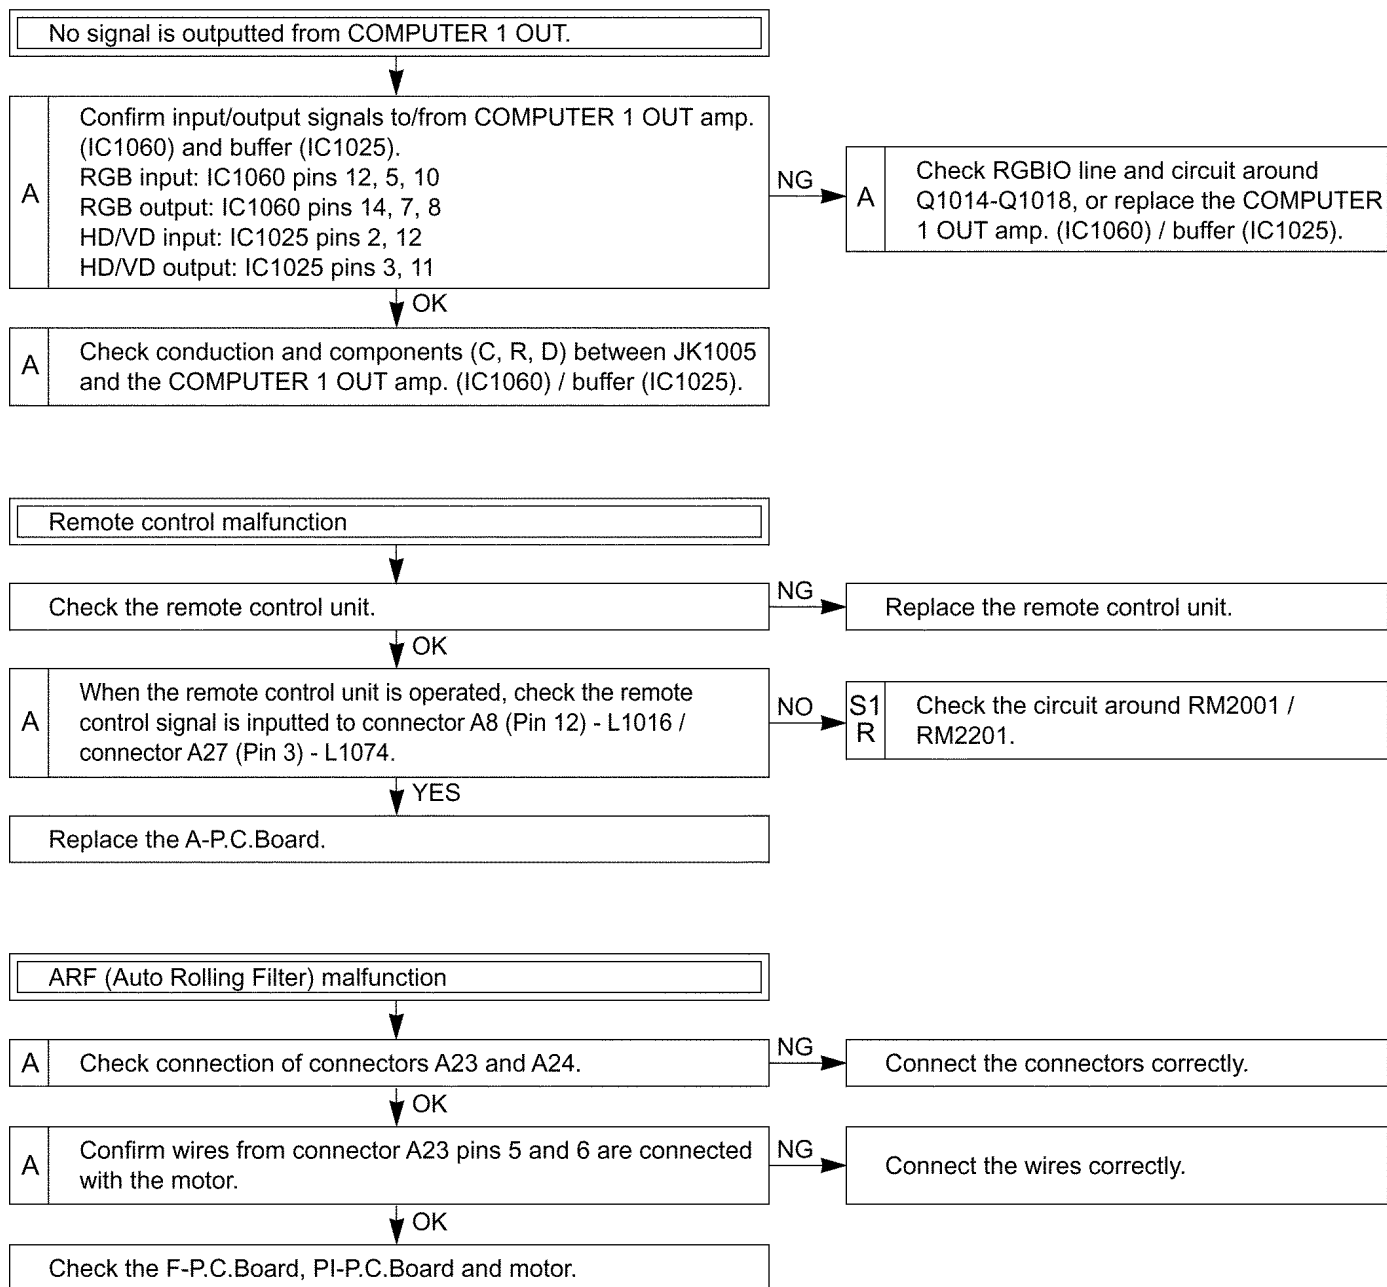 No signal is outputted from COMPUTER 1 OUT.
A
Confirm input/output signals to/from COMPUTER 1 OUT amp.
(IC1060) and buffer (IC1025).
RGB input: IC1060 pins 12, 5, 10
RGB output: IC1060 pins 14, 7, 8
HD/VD input: IC1025 pins 2, 12
HD/VD output: IC1025 pins 3, 11
NG
A
Check RGBIO line and circuit around
Q1014-Q1018, or replace the COMPUTER
1 OUT amp. (IC1060) / buffer (IC1025).
OK
A
Check conduction and components (C, R, D) between JK1005
and the COMPUTER 1 OUT amp. (IC1060) / buffer (IC1025).
Remote control malfunction
Check the remote control unit.
NG
Replace the remote control unit.
OK
A
When the remote control unit is operated, check the remote
control signal is inputted to connector A8 (Pin 12) - L1016 /
connector A27 (Pin 3) - L1074.
NO
S1
R
Check the circuit around RM2001 /
RM2201.
YES
Replace the A-P.C.Board.
ARF (Auto Rolling Filter) malfunction
A
Check connection of connectors A23 and A24.
NG
Connect the connectors correctly.
OK
A
Confirm wires from connector A23 pins 5 and 6 are connected
with the motor.
NG
Connect the wires correctly.
OK
Check the F-P.C.Board, PI-P.C.Board and motor.